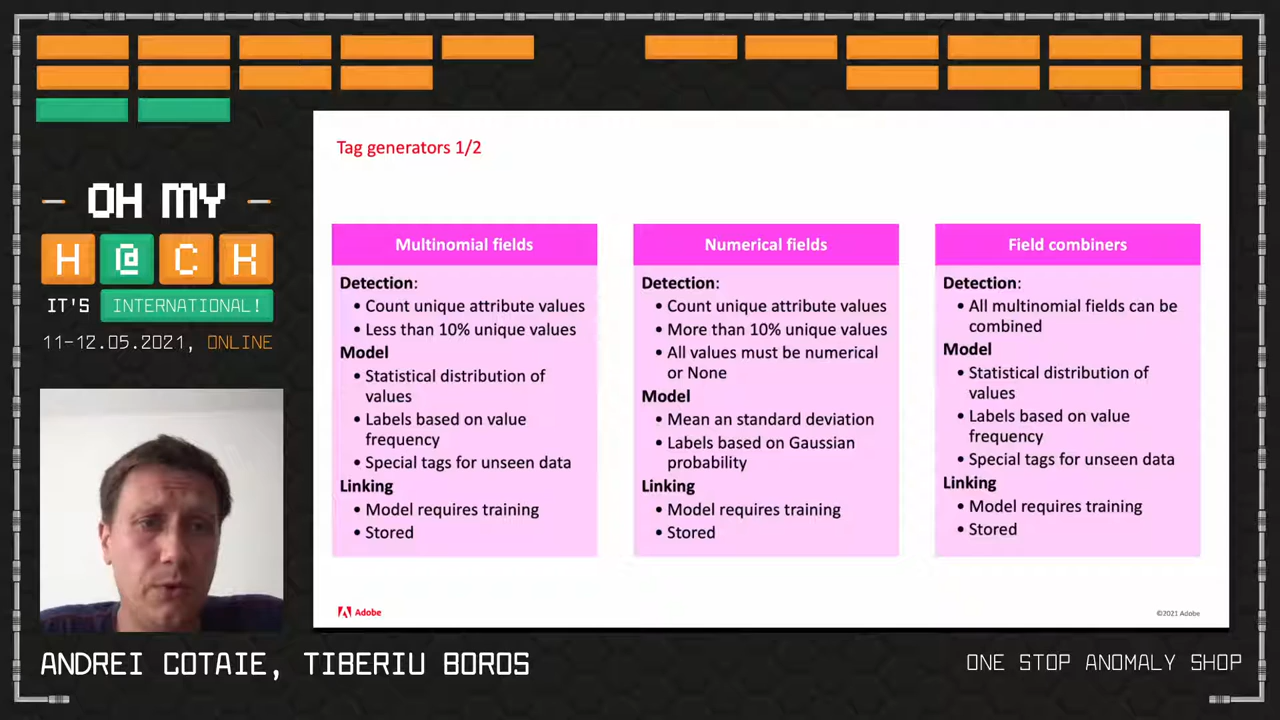 - OH MY -
H@CK
IT'S INTERNATIONAL!
11-12.05.2021, ONLINE
Tag generators 1/2
Multinomial fields
Detection:
• Count unique attribute values
• Less than 10% unique values
Model
• Statistical distribution of
values
• Labels based on value
frequency
• Special tags for unseen data
Linking
• Model requires training
• Stored
Numerical fields
Detection:
• Count unique attribute values
• More than 10% unique values
• All values must be numerical
or None
Model
• Mean an standard deviation
• Labels based on Gaussian
probability
Linking
• Model requires training
• Stored
Field combiners
Detection:
• All multinomial fields can be
combined
Model
• Statistical distribution of
values
• Labels based on value
frequency
• Special tags for unseen data
Linking
• Model requires training
• Stored
Adobe
©2021 Adobe
ANDREI COTAIE, TIBERIU BOROS
ONE STOP ANOMALY SHOP